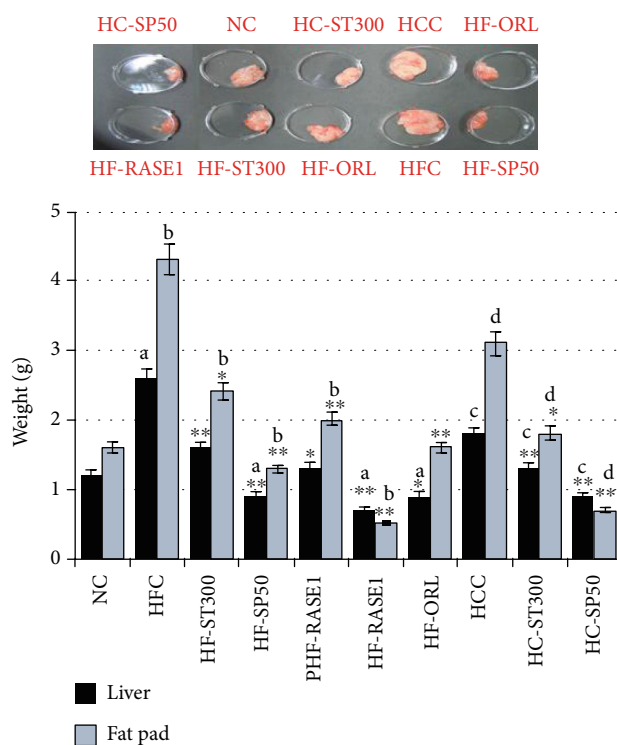 HC-SP50 NC HC-ST300 HCC HF-ORL
HF-RASE1 HF-ST300 HF-ORL HFC HF-SP50
5
4
3
2
1
0
Weight (g)
a b
** b *
a ** b **
* b **
a ** b **
a * **
c d
c ** d *
c ** d **
NC
HFC
HF-ST300
HF-SP50
PHF-RASE1
HF-RASE1
HF-ORL
HCC
HC-ST300
HC-SP50
Liver
Fat pad